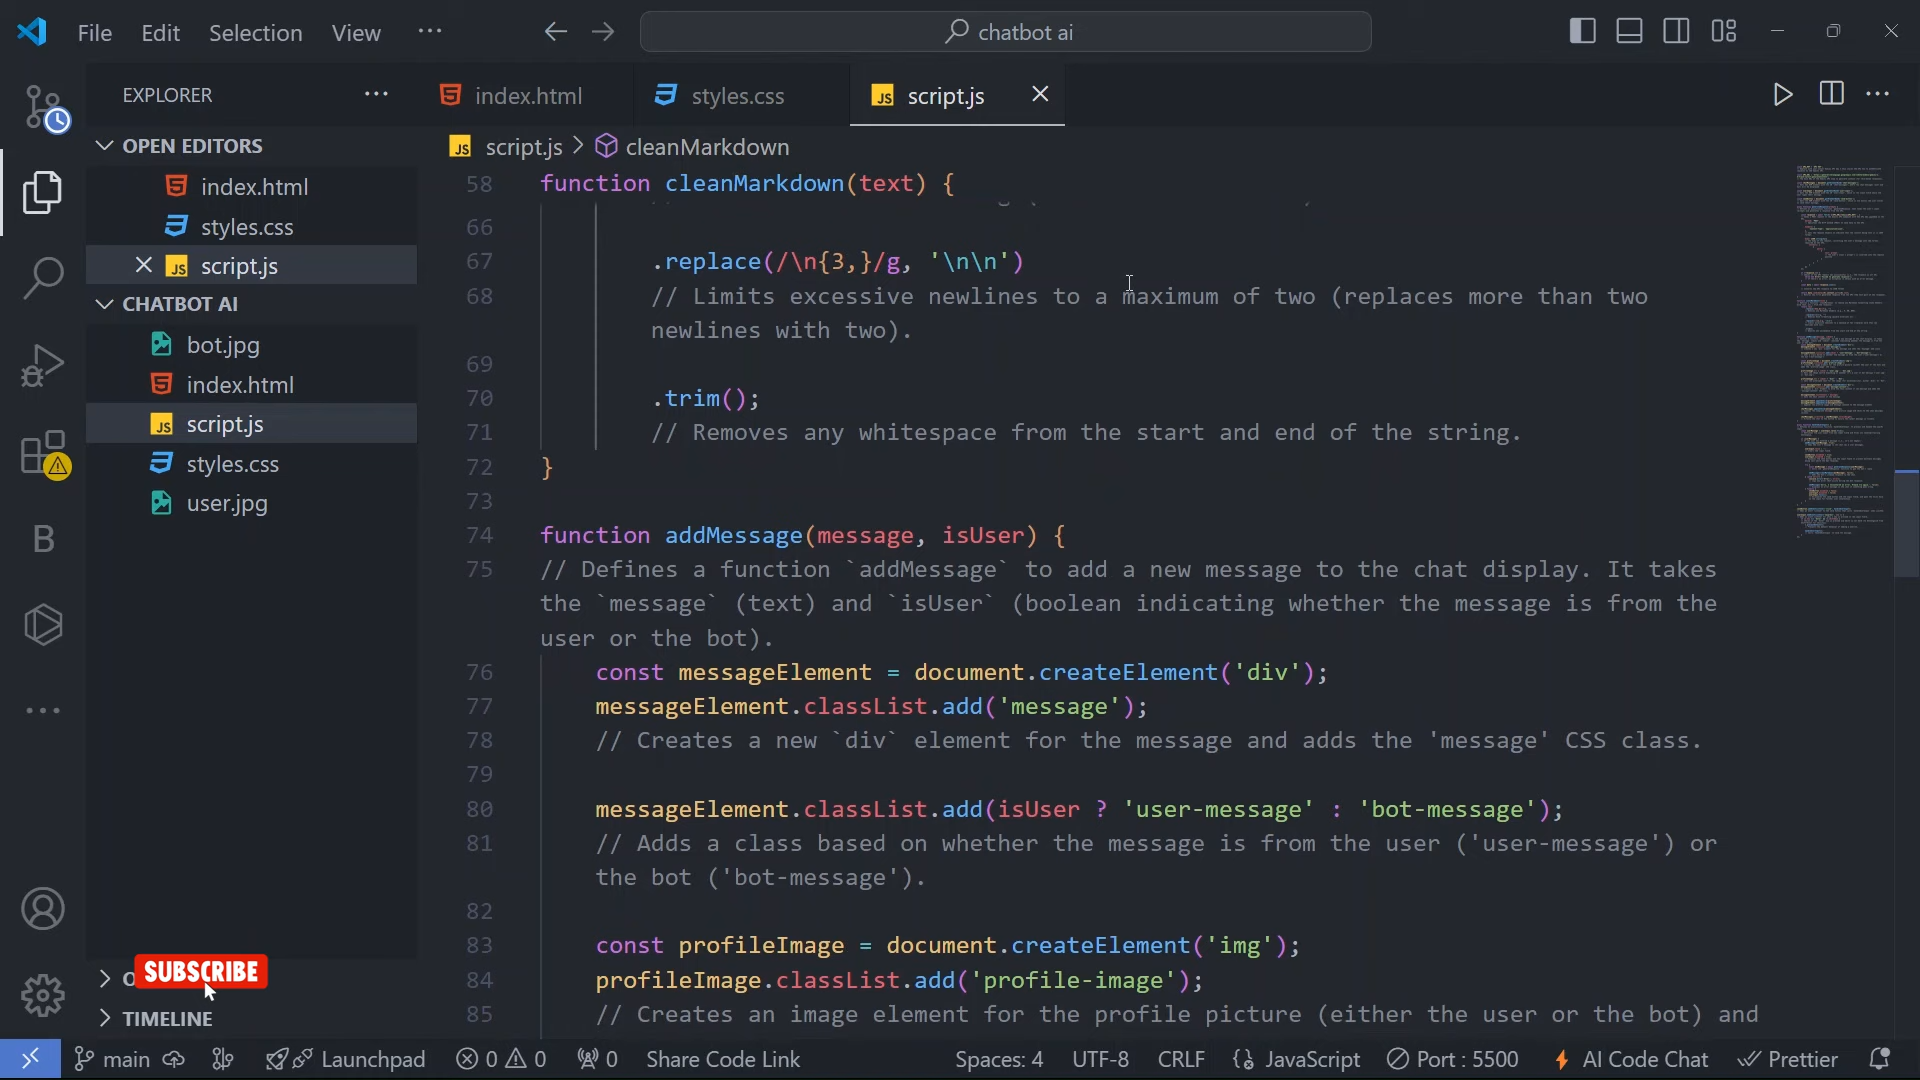 File Edit Selection View ··· chatbot ai
EXPLORER ···
index.html styles.css JS script.js
OPEN EDITORS
index.html
styles.css
JS script.js
CHATBOT AI
bot.jpg
index.html
JS script.js
styles.css
user.jpg
B
SUBSCRIBE
TIMELINE
JS script.js > cleanMarkdown
58 function cleanMarkdown(text) {
66
67 .replace(/\n{3,}/g, '\n\n')
68 // Limits excessive newlines to a maximum of two (replaces more than two
newlines with two).
69
70 .trim();
71 // Removes any whitespace from the start and end of the string.
72 }
73
74 function addMessage(message, isUser) {
75 // Defines a function `addMessage` to add a new message to the chat display. It takes
the `message` (text) and `isUser` (boolean indicating whether the message is from the
user or the bot).
76 const messageElement = document.createElement('div');
77 messageElement.classList.add('message');
78 // Creates a new `div` element for the message and adds the 'message' CSS class.
79
80 messageElement.classList.add(isUser ? 'user-message' : 'bot-message');
81 // Adds a class based on whether the message is from the user ('user-message') or
the bot ('bot-message').
82
83 const profileImage = document.createElement('img');
84 profileImage.classList.add('profile-image');
85 // Creates an image element for the profile picture (either the user or the bot) and
main Launchpad 0 0 0 Share Code Link Spaces: 4 UTF-8 CRLF {} JavaScript Port : 5500 AI Code Chat Prettier